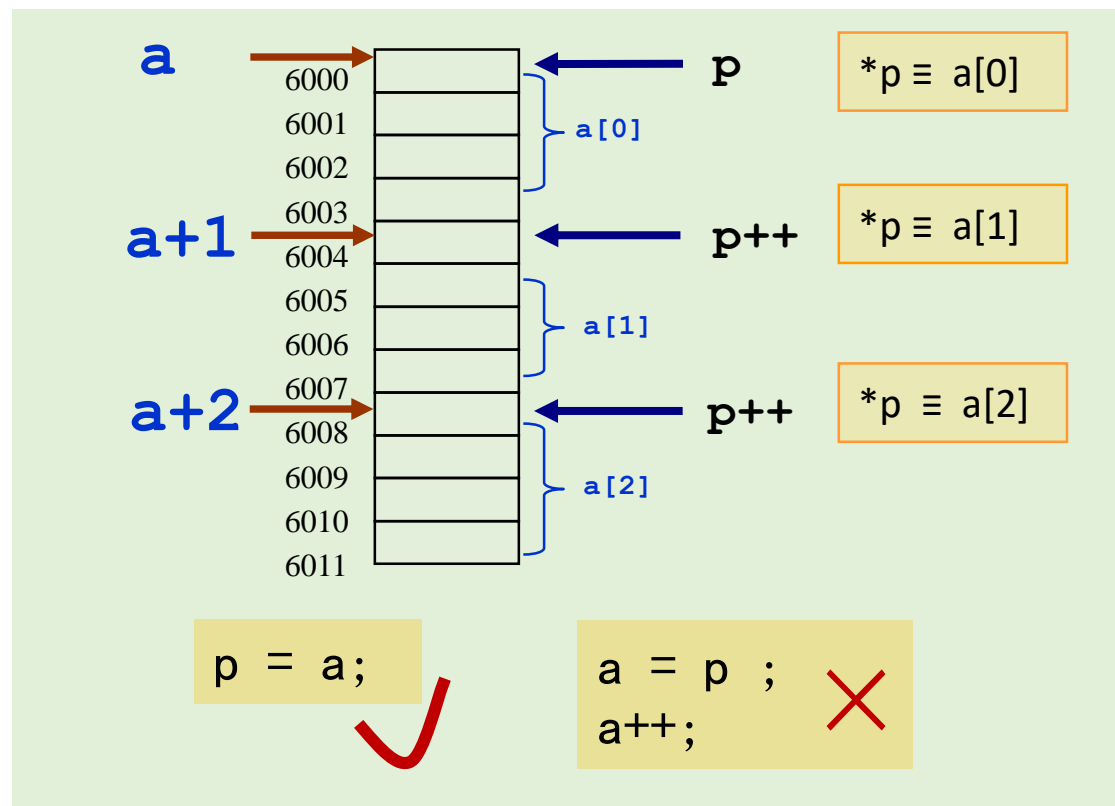 a
p
*p ≡ a[0]
6000
6001
a[0]
6002
6003
a+1
p++
*p ≡ a[1]
6004
6005
6006
a[1]
6007
a+2
p++
*p ≡ a[2]
6008
6009
a[2]
6010
6011
p = a;
a = p ;
a++;